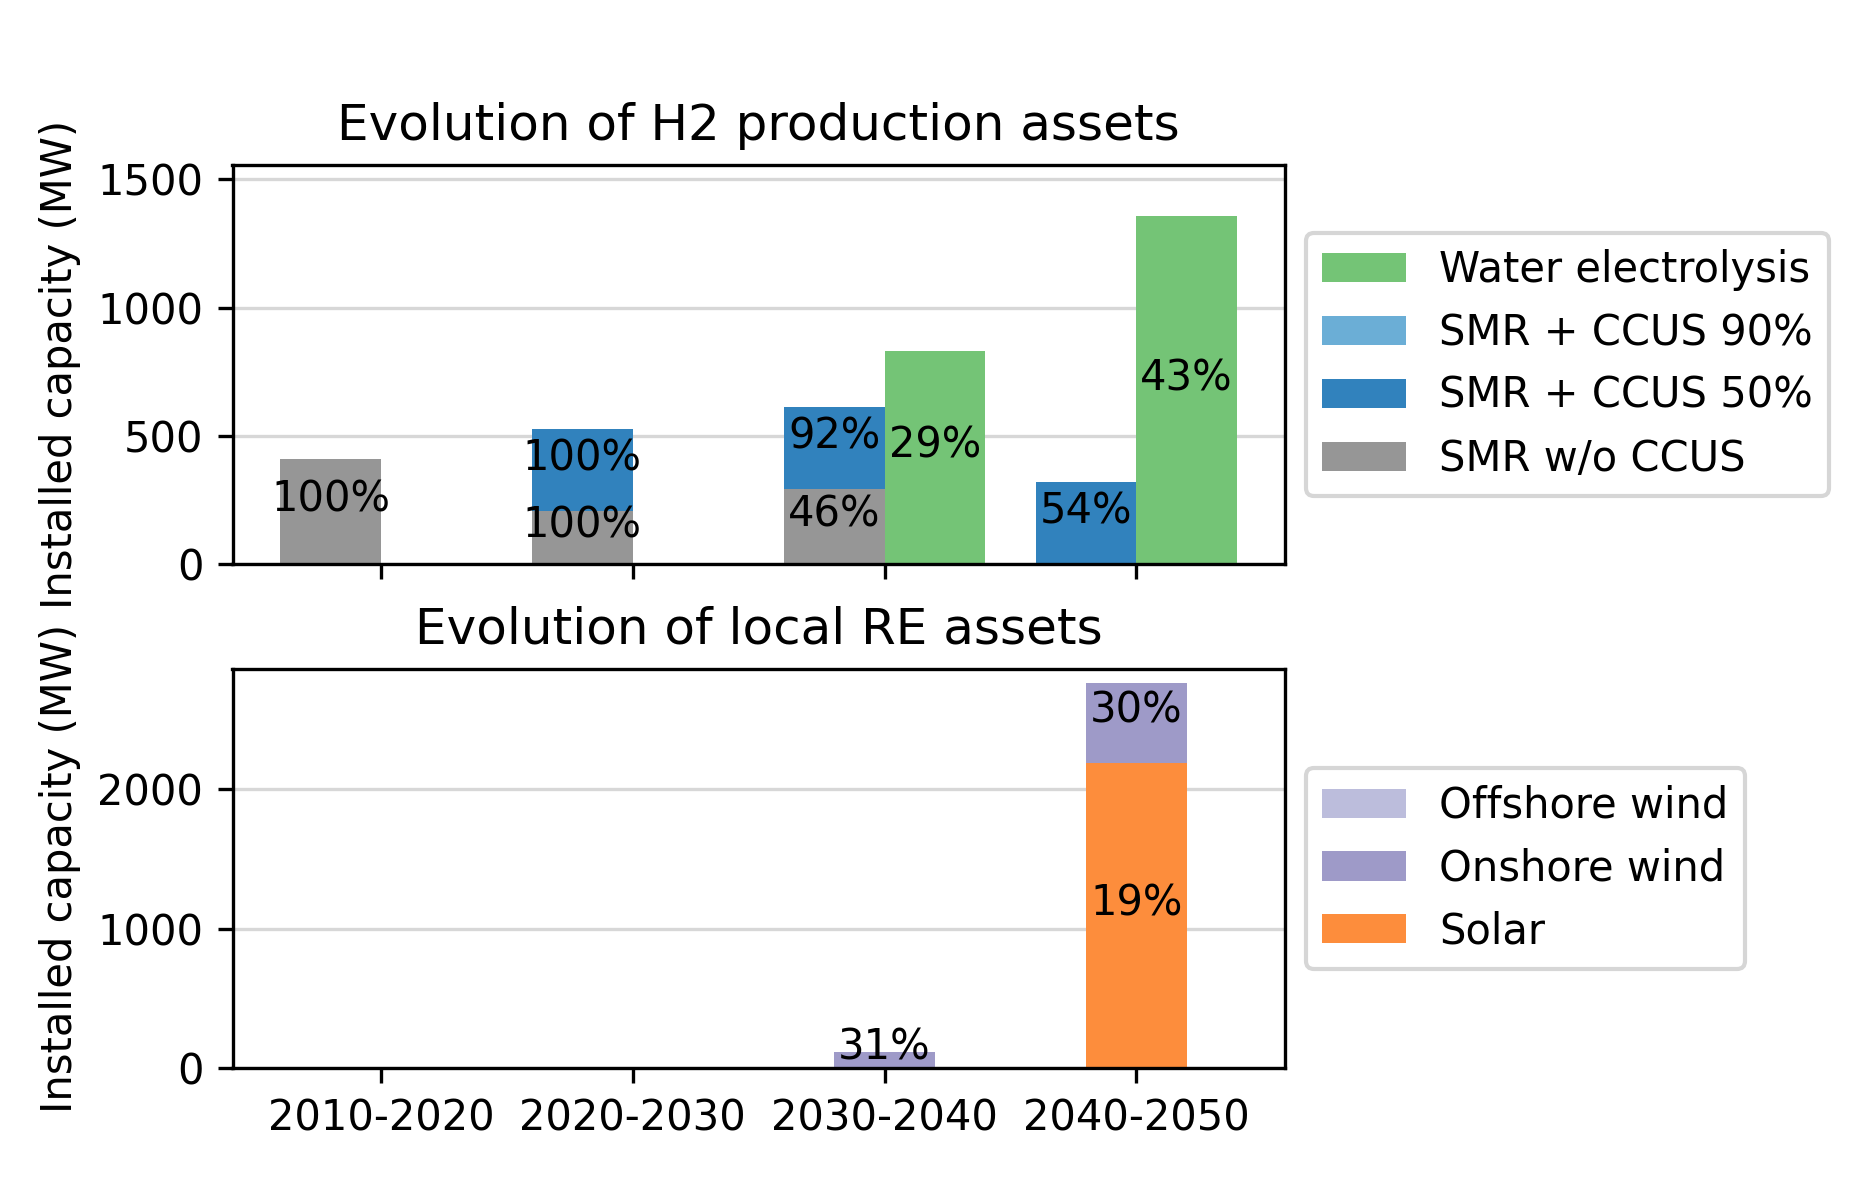 Evolution of H2 production assets
Installed capacity (MW)
1500
1000
500
0
100%
100%
100%
92%
46%
29%
54%
43%
Water electrolysis
SMR + CCUS 90%
SMR + CCUS 50%
SMR w/o CCUS
Evolution of local RE assets
Installed capacity (MW)
2000
1000
0
31%
30%
19%
Offshore wind
Onshore wind
Solar
2010-2020 2020-2030 2030-2040 2040-2050